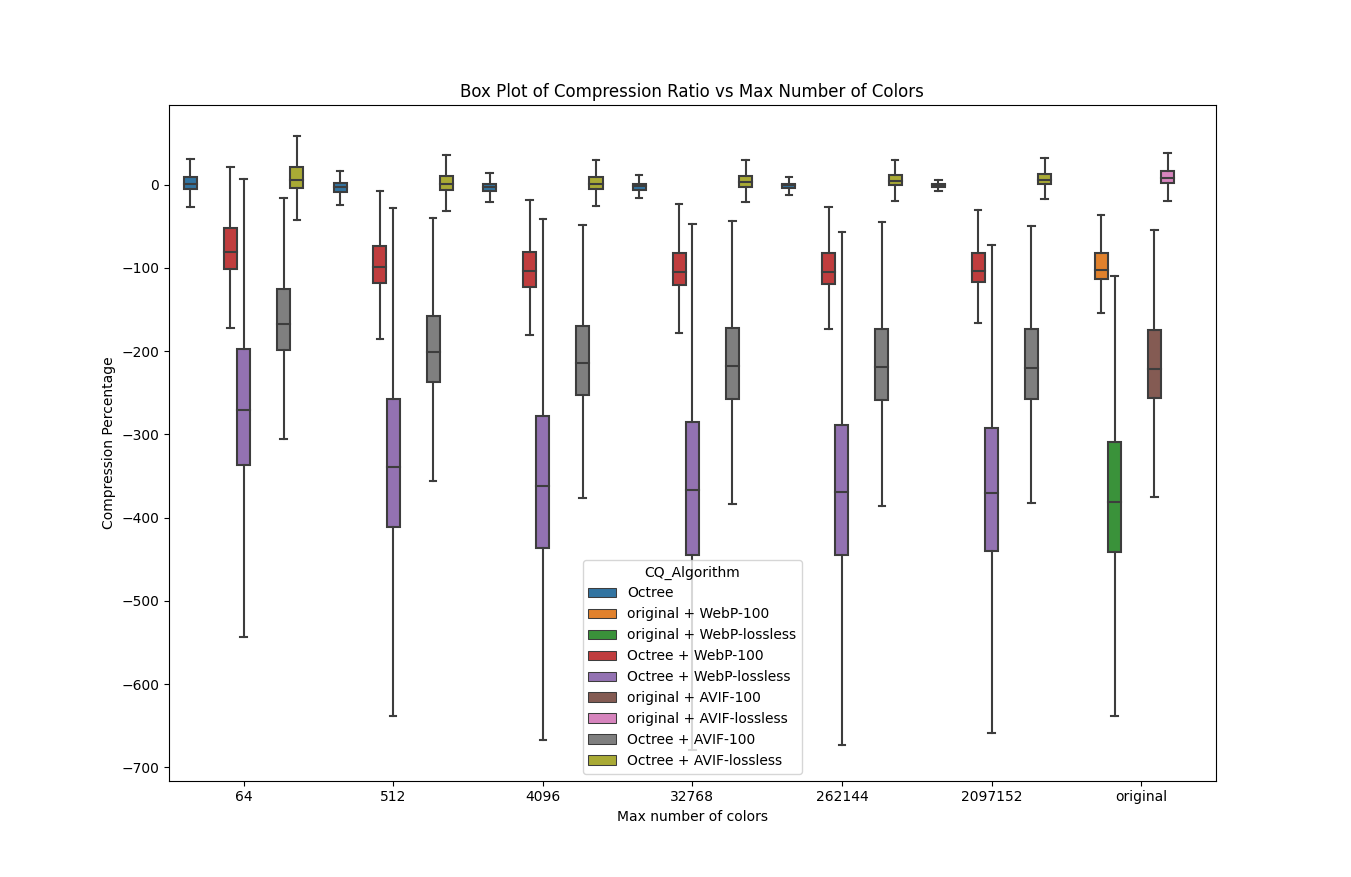 Box Plot of Compression Ratio vs Max Number of Colors
Compression Percentage
0
−100
−200
−300
−400
−500
−600
−700
CQ_Algorithm
Octree
original + WebP-100
original + WebP-lossless
Octree + WebP-100
Octree + WebP-lossless
original + AVIF-100
original + AVIF-lossless
Octree + AVIF-100
Octree + AVIF-lossless
64 512 4096 32768 262144 2097152 original
Max number of colors